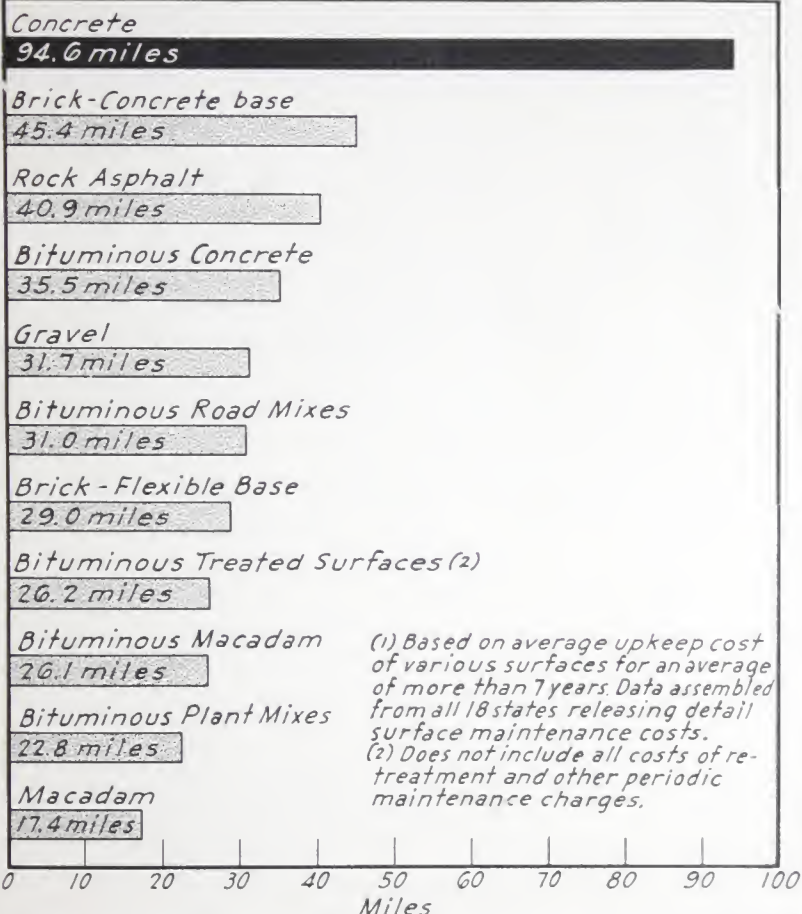 Concrete
94.6 miles
Brick-Concrete base
45.4 miles
Rock Asphalt
40.9 miles
Bituminous Concrete
35.5 miles
Gravel
31.7 miles
Bituminous Road Mixes
31.0 miles
Brick-Flexible Base
29.0 miles
Bituminous Treated Surfaces (2)
26.2 miles
Bituminous Macadam
26.1 miles
Bituminous Plant Mixes
22.8 miles
Macadam
17.4 miles
(1) Based on average upkeep cost
of various surfaces for an average
of more than 7 years. Data assembled
from all 18 states releasing detail
surface maintenance costs.
(2) Does not include all costs of re-
treatment and other periodic
maintenance charges.
0 10 20 30 40 50 60 70 80 90 100
Miles